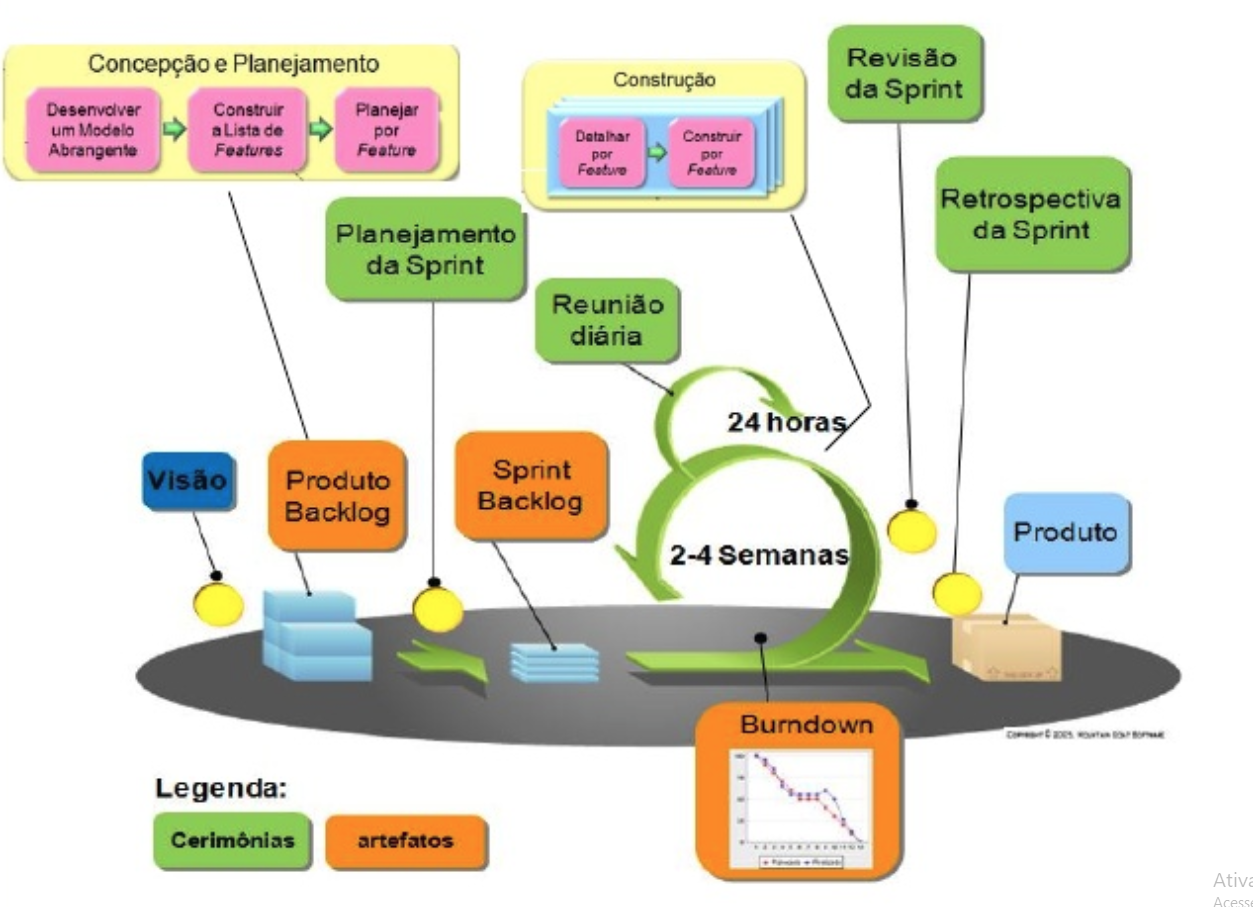 Concepção e Planejamento
Desenvolver
um Modelo
Abrangente
Construir
a Lista de
Features
Planejar
por
Feature
Construção
Detalhar
por
Feature
Construir
por
Feature
Revisão
da Sprint
Retrospectiva
da Sprint
Planejamento
da Sprint
Reunião
diária
24 horas
Visão
Produto
Backlog
Sprint
Backlog
2-4 Semanas
Produto
Burndown
COPYRIGHT © 2005, MOUNTAIN GOAT SOFTWARE
Legenda:
Cerimônias
artefatos
Ativa
Acesse